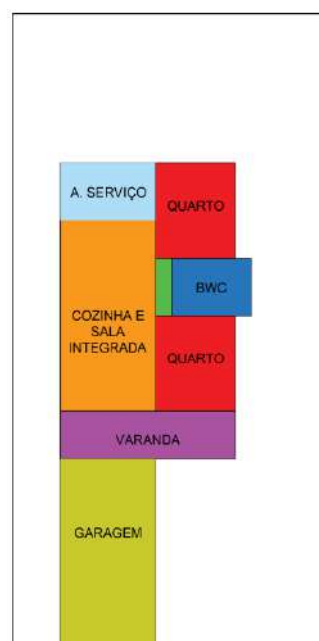 A. SERVIÇO
QUARTO
BWC
COZINHA E
SALA
INTEGRADA
QUARTO
VARANDA
GARAGEM